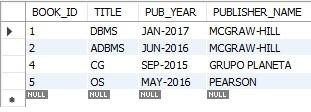 BOOK_ID TITLE PUB_YEAR PUBLISHER_NAME
1 DBMS JAN-2017 MCGRAW-HILL
2 ADBMS JUN-2016 MCGRAW-HILL
4 CG SEP-2015 GRUPO PLANETA
5 OS MAY-2016 PEARSON
NULL NULL NULL NULL